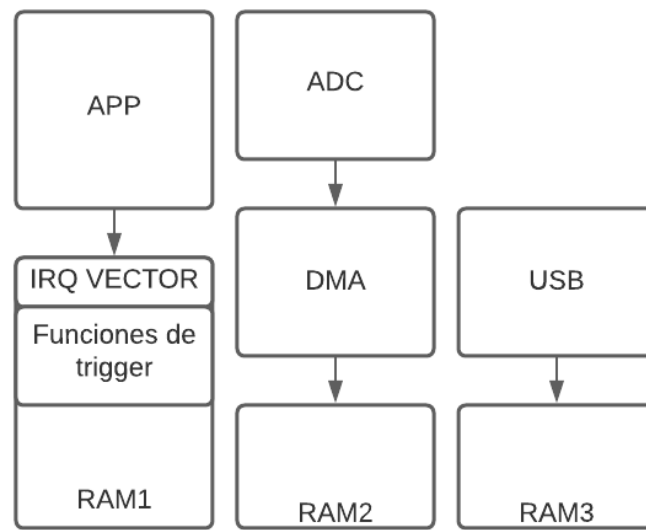 APP
ADC
IRQ VECTOR
Funciones de
trigger
DMA
USB
RAM1
RAM2
RAM3